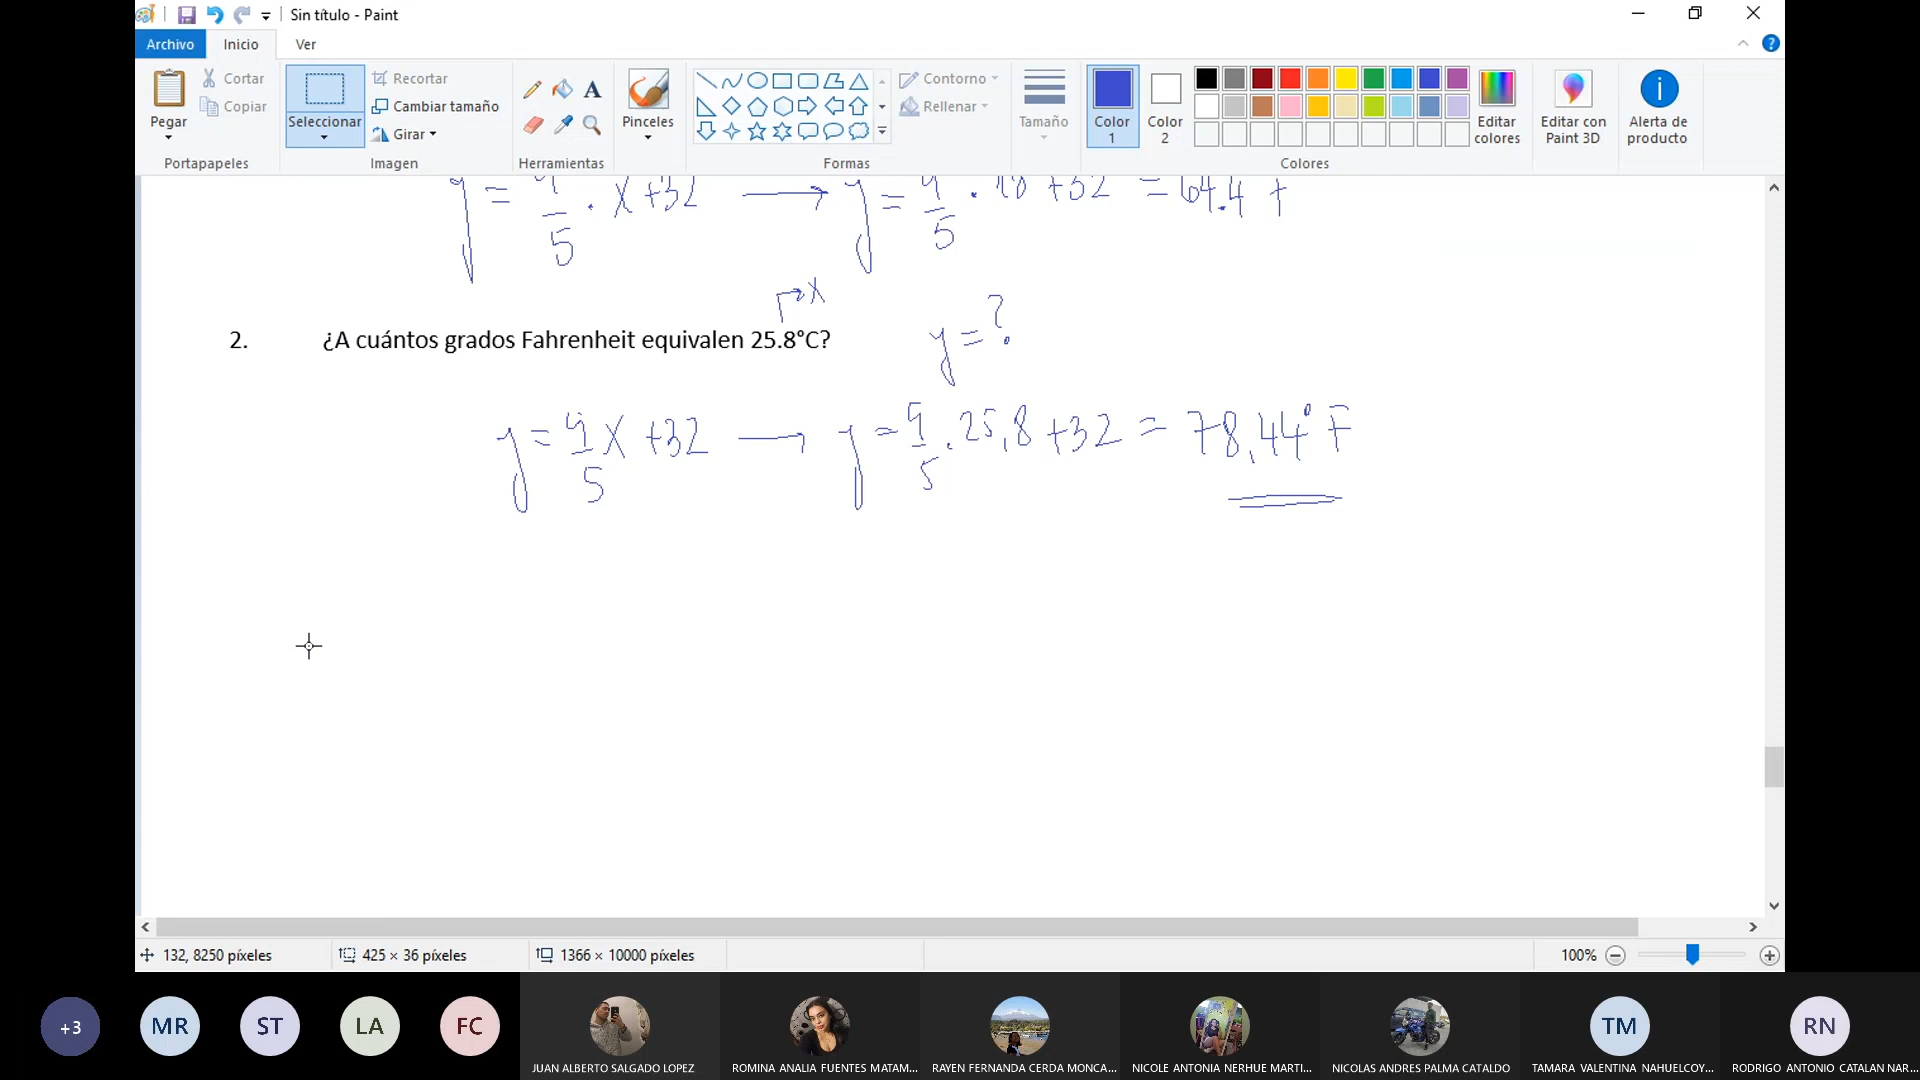 Sin título - Paint
Archivo Inicio Ver
Cortar
Copiar
Pegar
Portapapeles
Seleccionar
Recortar
Cambiar tamaño
Girar
Imagen
A
Herramientas
Pinceles
Formas
Contorno
Rellenar
Tamaño
Color 1
Color 2
Colores
Editar colores
Editar con Paint 3D
Alerta de producto
y = 9/5 . x + 32 → y = 9/5 . 18 + 32 = 64.4 F
x
2. ¿A cuántos grados Fahrenheit equivalen 25.8°C?
y = ?
y = 9/5 x + 32 → y = 9/5 . 25,8 + 32 = 78,44° F
132, 8250 píxeles
425 × 36 píxeles
1366 × 10000 píxeles
100%
+3
MR
ST
LA
FC
TM
RN
JUAN ALBERTO SALGADO LOPEZ
ROMINA ANALIA FUENTES MATAM...
RAYEN FERNANDA CERDA MONCA...
NICOLE ANTONIA NERHUE MARTI...
NICOLAS ANDRES PALMA CATALDO
TAMARA VALENTINA NAHUELCOY...
RODRIGO ANTONIO CATALAN NAR...